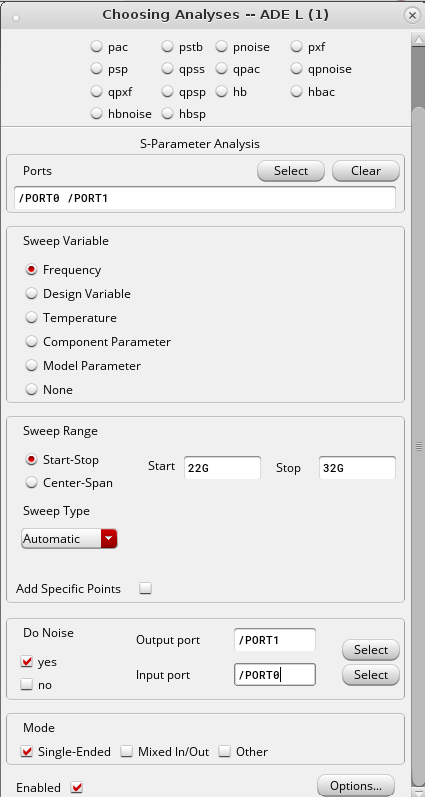 Choosing Analyses -- ADE L (1)
pac pstb pnoise pxf
psp qpss qpac qpnoise
qpxf qpsp hb hbac
hbnoise hbsp
S-Parameter Analysis
Ports Select Clear
/PORT0 /PORT1
Sweep Variable
Frequency
Design Variable
Temperature
Component Parameter
Model Parameter
None
Sweep Range
Start-Stop Start 22G Stop 32G
Center-Span
Sweep Type
Automatic
Add Specific Points
Do Noise Output port /PORT1 Select
yes
Input port /PORT0 Select
no
Mode
Single-Ended Mixed In/Out Other
Enabled Options...